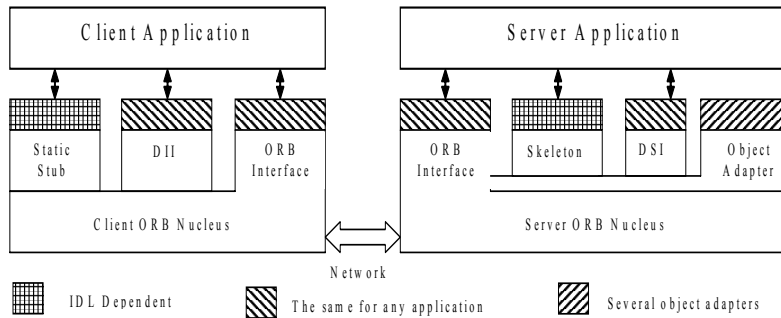 Client Application
Server Application
Static
Stub
DII
ORB
Interface
ORB
Interface
Skeleton
DSI
Object
Adapter
Client ORB Nucleus
Server ORB Nucleus
Network
IDL Dependent
The same for any application
Several object adapters